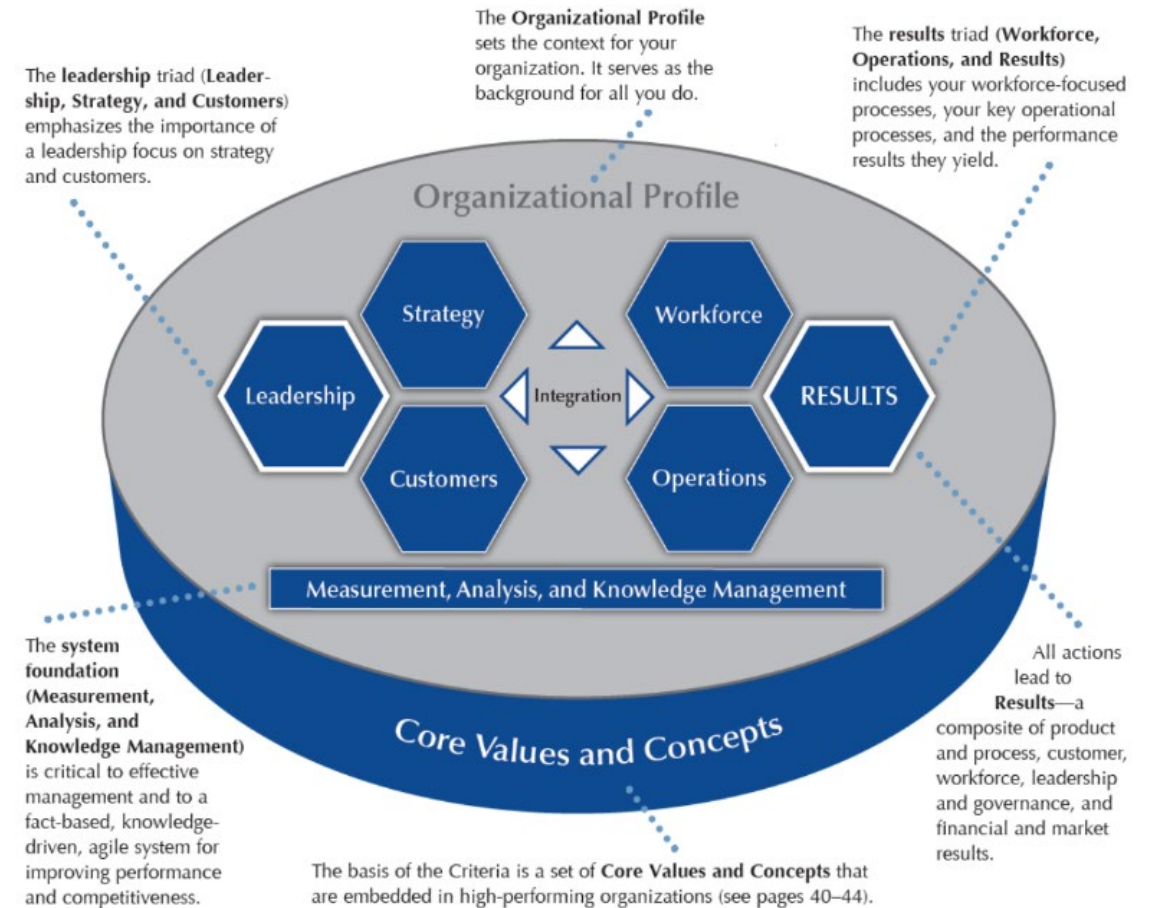 The Organizational Profile
sets the context for your
organization. It serves as the
background for all you do.
The leadership triad (Leader-
ship, Strategy, and Customers)
emphasizes the importance of
a leadership focus on strategy
and customers.
The results triad (Workforce,
Operations, and Results)
includes your workforce-focused
processes, your key operational
processes, and the performance
results they yield.
Organizational Profile
Strategy
Workforce
Leadership
Integration
RESULTS
Customers
Operations
Measurement, Analysis, and Knowledge Management
Core Values and Concepts
The system
foundation
(Measurement,
Analysis, and
Knowledge Management)
is critical to effective
management and to a
fact-based, knowledge-
driven, agile system for
improving performance
and competitiveness.
All actions
lead to
Results—a
composite of product
and process, customer,
workforce, leadership
and governance, and
financial and market
results.
The basis of the Criteria is a set of Core Values and Concepts that
are embedded in high-performing organizations (see pages 40–44).